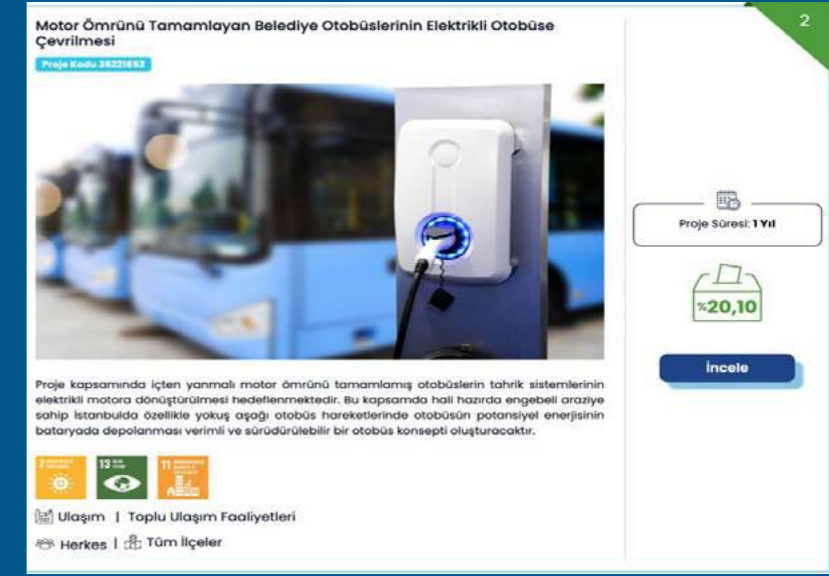 2
Motor Ömrünü Tamamlayan Belediye Otobüslerinin Elektrikli Otobüse
Çevrilmesi
Proje Kodu 36221652
Proje Süresi: 1 Yıl
%20,10
İncele
Proje kapsamında içten yanmalı motor ömrünü tamamlamış otobüslerin tahrik sistemlerinin
elektrikli motora dönüştürülmesi hedeflenmektedir. Bu kapsamda hali hazırda engebeli araziye
sahip İstanbulda özellikle yokuş aşağı otobüs hareketlerinde otobüsün potansiyel enerjisinin
bataryada depolanması verimli ve sürüdürülebilir bir otobüs konsepti oluşturacaktır.
7
13
11
Ulaşım | Toplu Ulaşım Faaliyetleri
Herkes | Tüm İlçeler